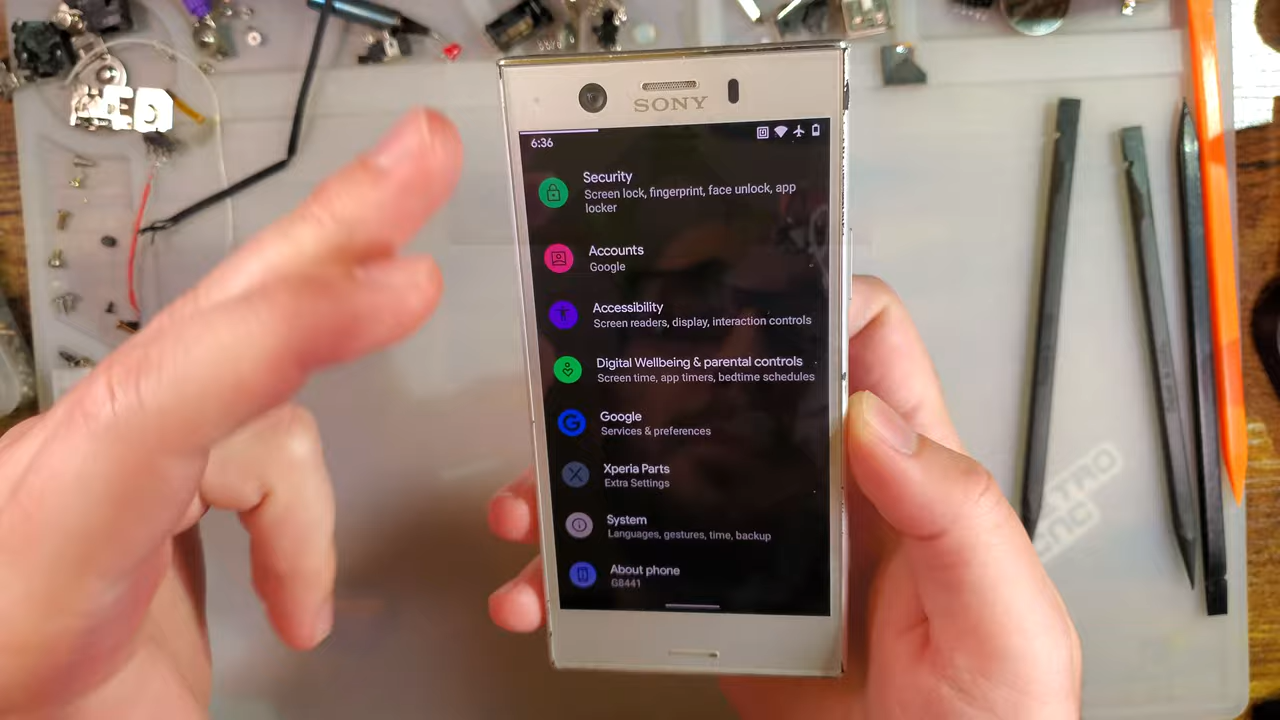 SONY
6:36
Security
Screen lock, fingerprint, face unlock, app
locker
Accounts
Google
Accessibility
Screen readers, display, interaction controls
Digital Wellbeing & parental controls
Screen time, app timers, bedtime schedules
Google
Services & preferences
Xperia Parts
Extra Settings
System
Languages, gestures, time, backup
About phone
G8441